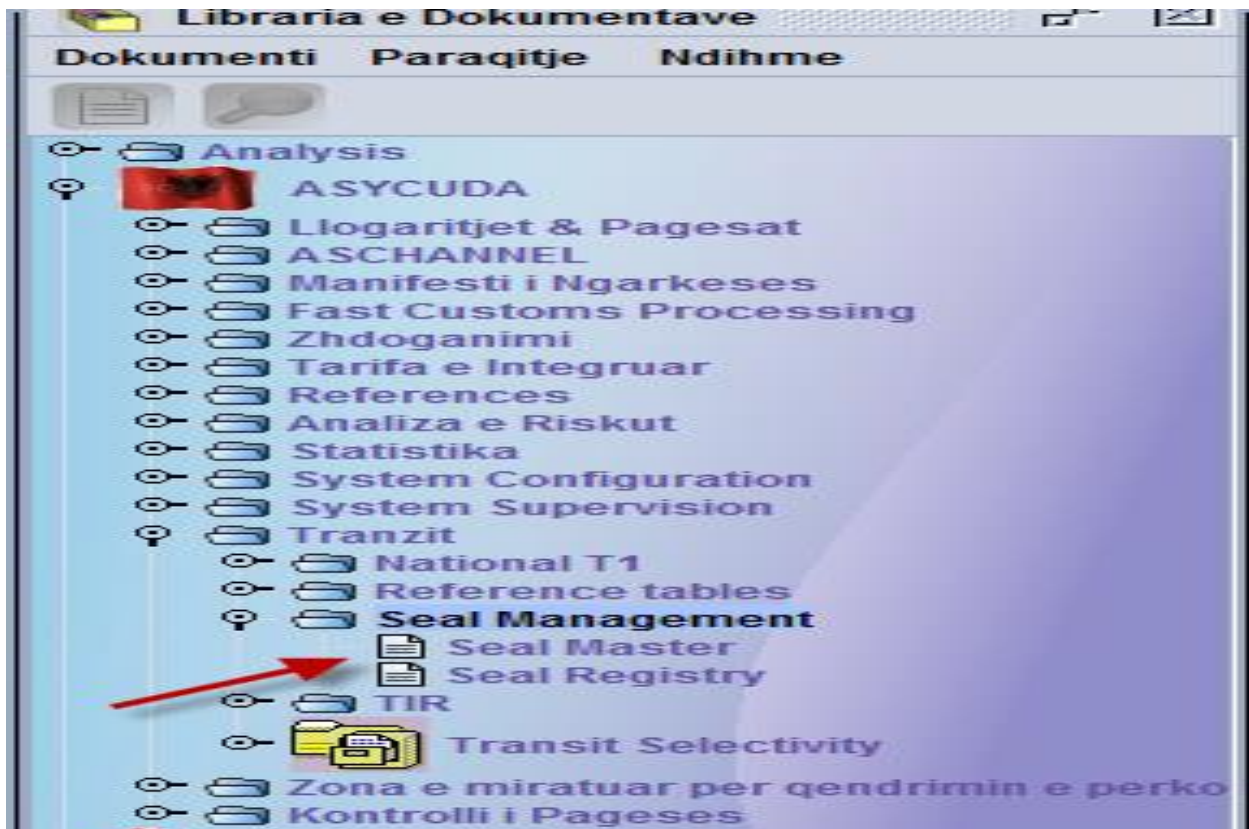 Libraria e Dokumentave
Dokumenti Paraqitje Ndihme
Analysis
ASYCUDA
Llogaritjet & Pagesat
ASCHANNEL
Manifesti i Ngarkeses
Fast Customs Processing
Zhdoganimi
Tarifa e Integruar
References
Analiza e Riskut
Statistika
System Configuration
System Supervision
Tranzit
National T1
Reference tables
Seal Management
Seal Master
Seal Registry
TIR
Transit Selectivity
Zona e miratuar per qendrimin e perko
Kontrolli i Pageses